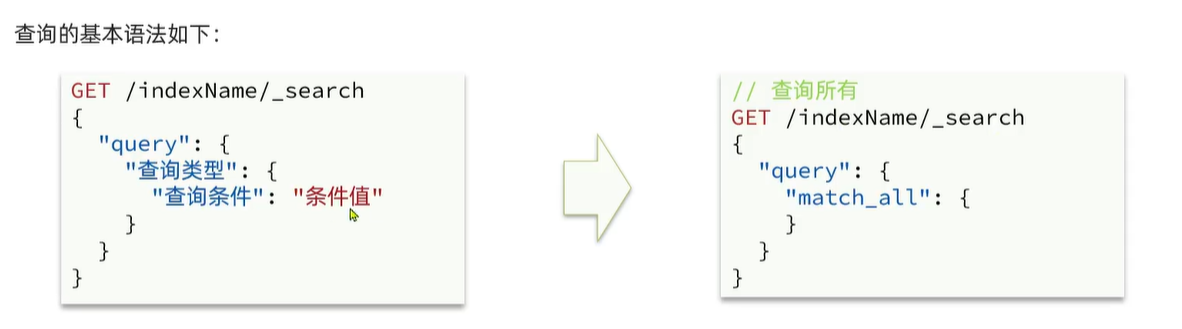 查询的基本语法如下：
GET /indexName/_search
{
  "query": {
    "查询类型": {
      "查询条件": "条件值"
    }
  }
}
// 查询所有
GET /indexName/_search
{
  "query": {
    "match_all": {
    }
  }
}